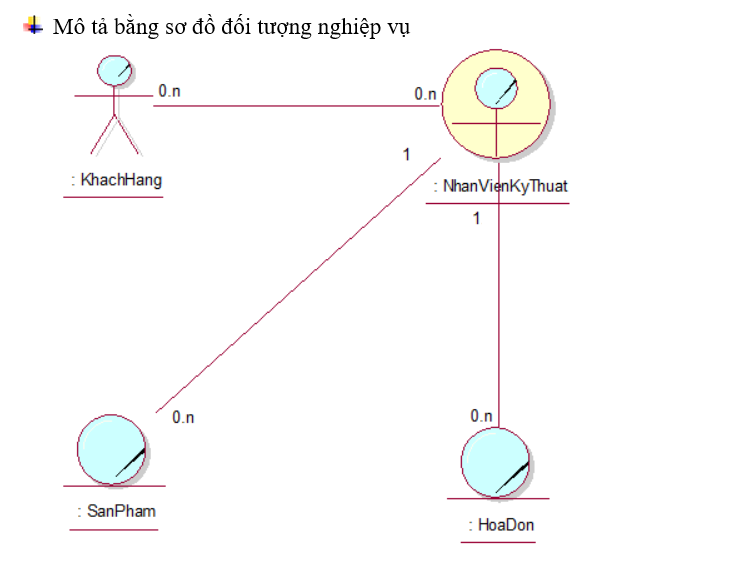 Mô tả bằng sơ đồ đối tượng nghiệp vụ
0.n
0.n
: KhachHang
1
: NhanVienKyThuat
1
0.n
0.n
: SanPham
: HoaDon